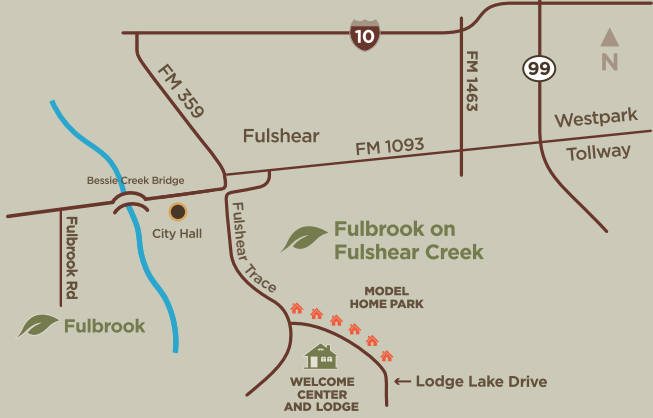 10
FM 359
FM 1463
99
N
Westpark
Tollway
Fulshear
FM 1093
Bessie Creek Bridge
City Hall
Fulbrook Rd
Fulshear Trace
Fulbrook on
Fulshear Creek
Fulbrook
MODEL
HOME PARK
WELCOME
CENTER
AND LODGE
← Lodge Lake Drive